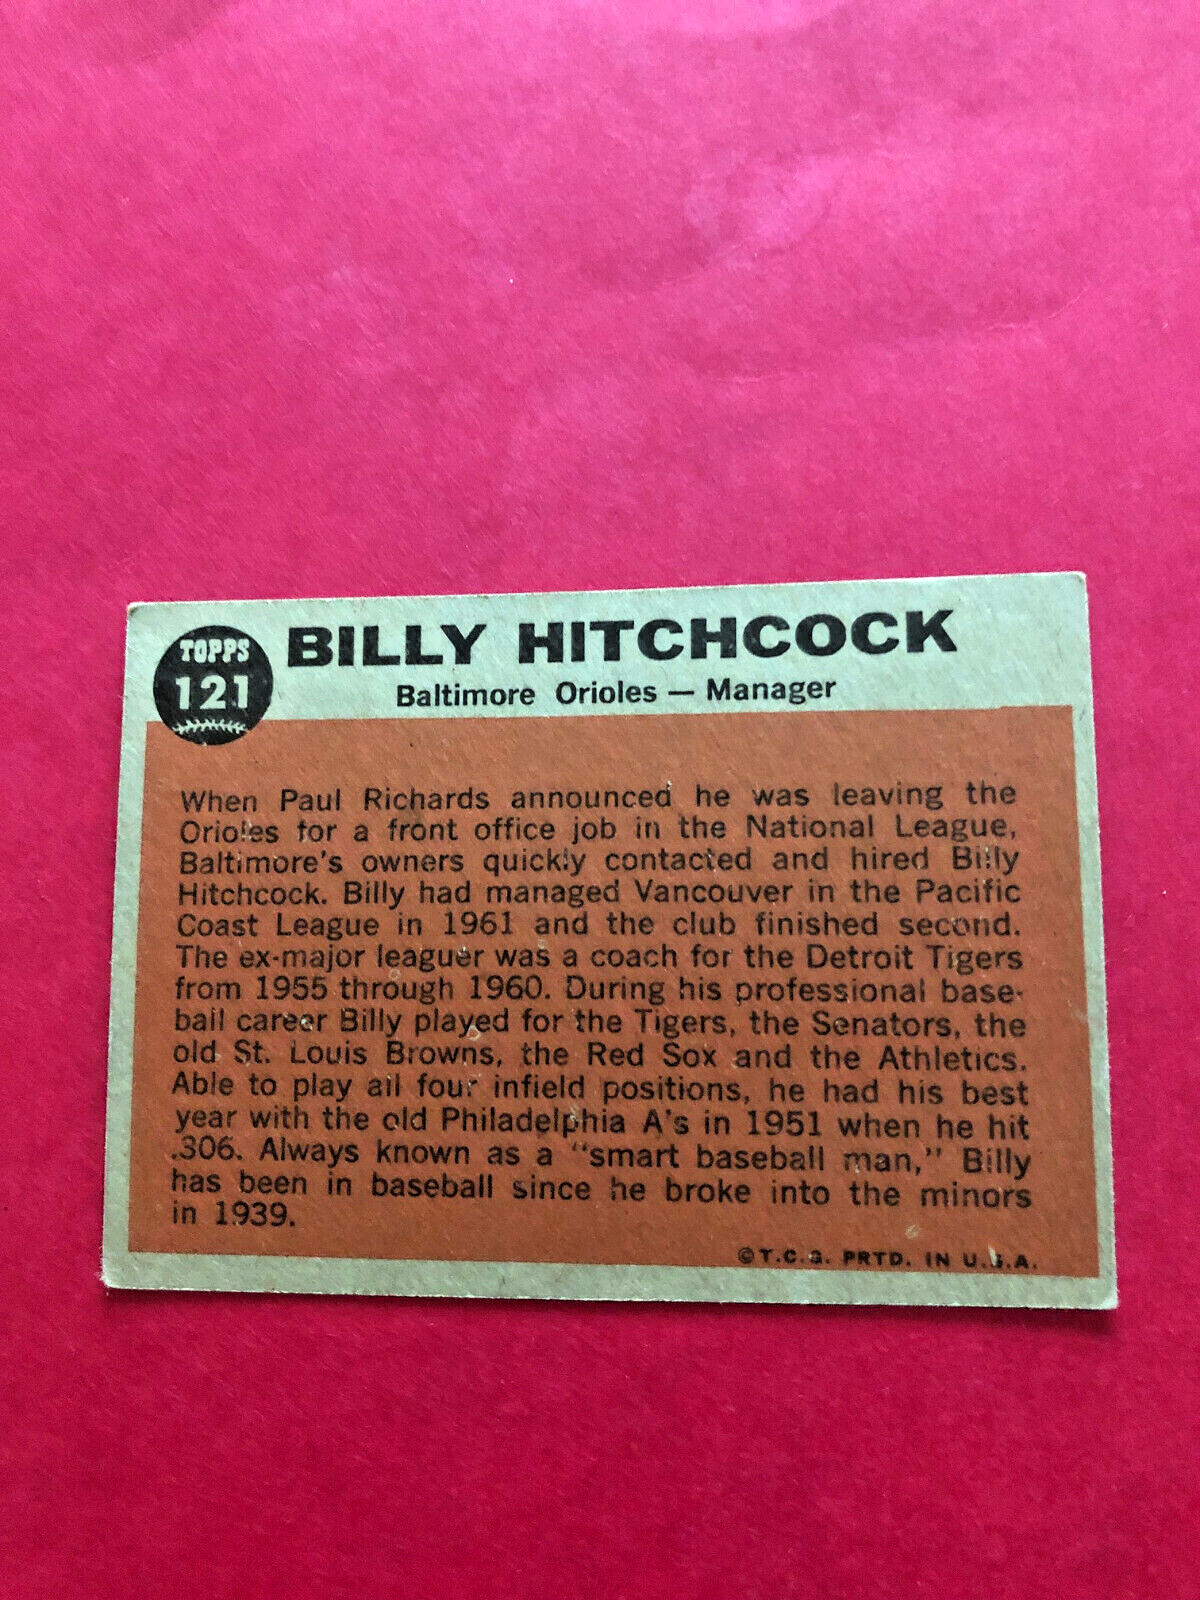 TOPPS
121
BILLY HITCHCOCK
Baltimore Orioles — Manager
When Paul Richards announced he was leaving the
Orioles for a front office job in the National League,
Baltimore's owners quickly contacted and hired Billy
Hitchcock. Billy had managed Vancouver in the Pacific
Coast League in 1961 and the club finished second.
The ex-major leaguer was a coach for the Detroit Tigers
from 1955 through 1960. During his professional base-
ball career Billy played for the Tigers, the Senators, the
old St. Louis Browns, the Red Sox and the Athletics.
Able to play all four infield positions, he had his best
year with the old Philadelphia A's in 1951 when he hit
.306. Always known as a "smart baseball man," Billy
has been in baseball since he broke into the minors
in 1939.
©T.C.G. PRTD. IN U.S.A.